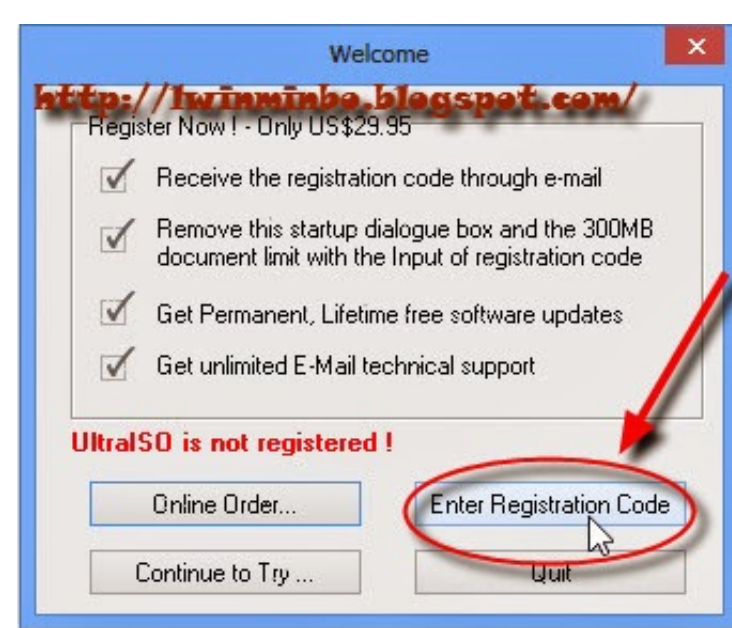 Welcome
http://1winminbo.blogspot.com/
Register Now ! - Only US$29.95
Receive the registration code through e-mail
Remove this startup dialogue box and the 300MB
document limit with the Input of registration code
Get Permanent, Lifetime free software updates
Get unlimited E-Mail technical support
UltraISO is not registered !
Online Order...
Enter Registration Code
Continue to Try ...
Quit